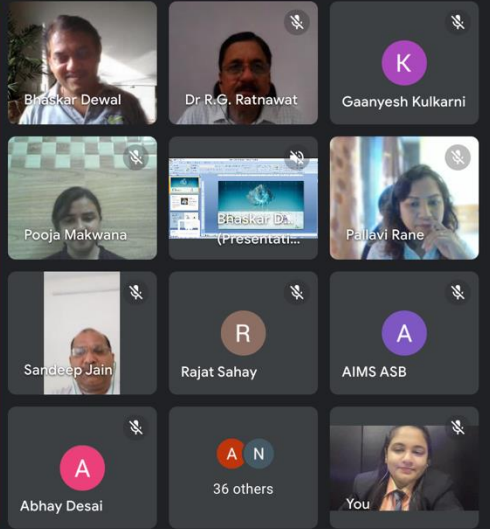 Bhaskar Dewal
Dr R.G. Ratnawat
K
Gaanyesh Kulkarni
Pooja Makwana
Bhaskar D...
(Presentati...
Pallavi Rane
Sandeep Jain
R
Rajat Sahay
A
AIMS ASB
A
Abhay Desai
A N
36 others
You